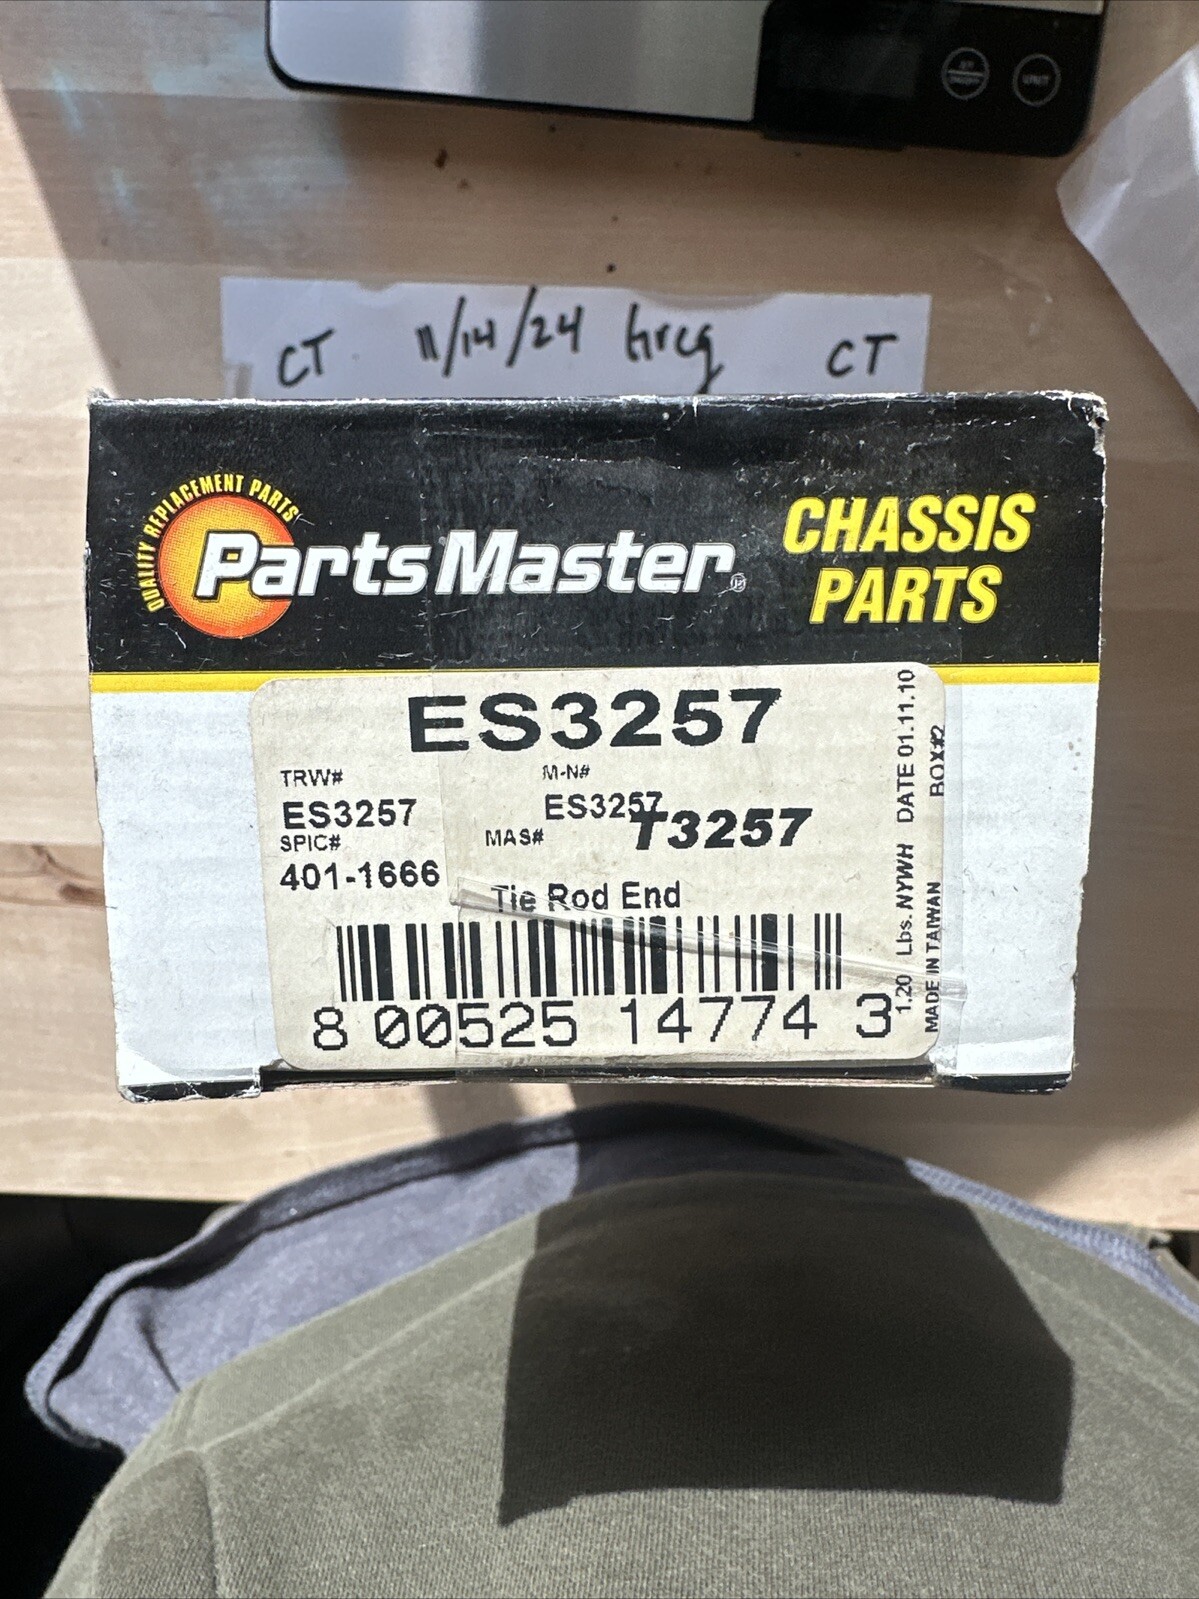 UNIT
CT 11/14/24 Greg CT
QUALITY REPLACEMENT PARTS
PartsMaster®
CHASSIS
PARTS
ES3257
TRW#
M-N#
ES3257
ES3257
SPIC#
MAS#
T3257
401-1666
Tie Rod End
8 00525 14774 3
1.20 Lbs. NYWH DATE 01.11.10
MADE IN TAIWAN BOX#2